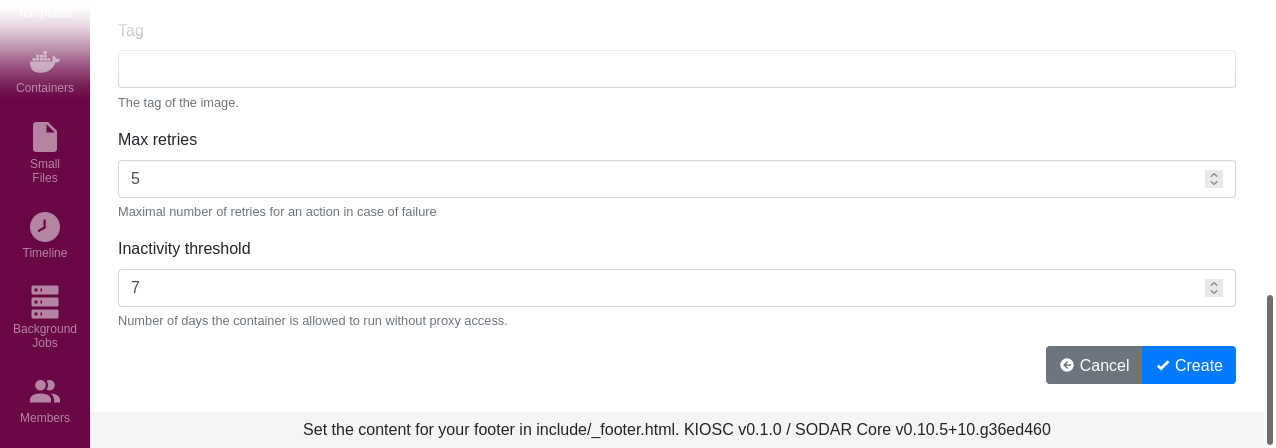 Templates
Containers
Small
Files
Timeline
Background
Jobs
Members
Tag
The tag of the image.
Max retries
5
Maximal number of retries for an action in case of failure
Inactivity threshold
7
Number of days the container is allowed to run without proxy access.
Cancel
Create
Set the content for your footer in include/_footer.html. KIOSC v0.1.0 / SODAR Core v0.10.5+10.g36ed460